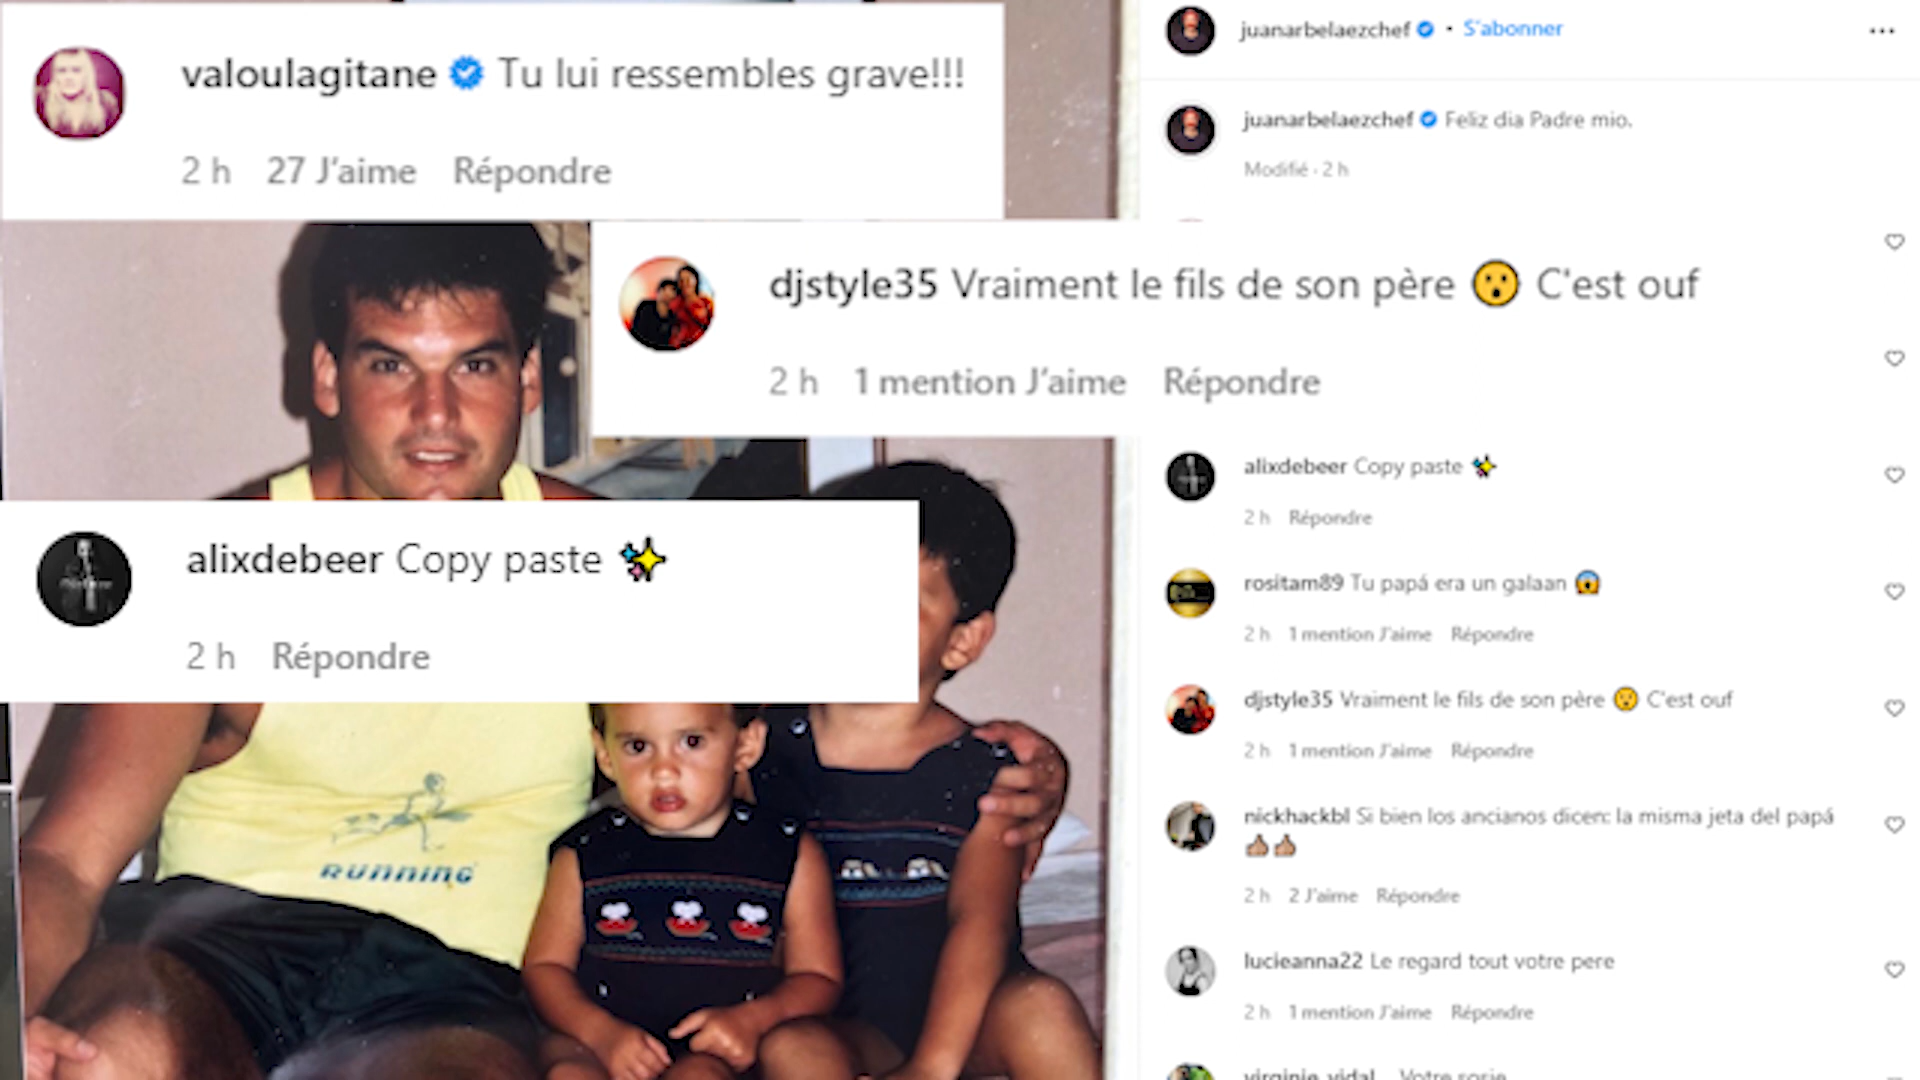 valoulagitane Tu lui ressembles grave!!!
2 h 27 J'aime Répondre
djstyle35 Vraiment le fils de son père 😮 C'est ouf
2 h 1 mention J'aime Répondre
alixdebeer Copy paste ✨
2 h Répondre
RUNNING
juanarbelaezchef • S'abonner
juanarbelaezchef Feliz dia Padre mio.
Modifié · 2 h
alixdebeer Copy paste ✨
2 h Répondre
rositam89 Tu papá era un galaan 😱
2 h 1 mention J'aime Répondre
djstyle35 Vraiment le fils de son père 😮 C'est ouf
2 h 1 mention J'aime Répondre
nickhackbl Si bien los ancianos dicen: la misma jeta del papá
👍🏼👍🏼
2 h 2 J'aime Répondre
lucieanna22 Le regard tout votre pere
2 h 1 mention J'aime Répondre